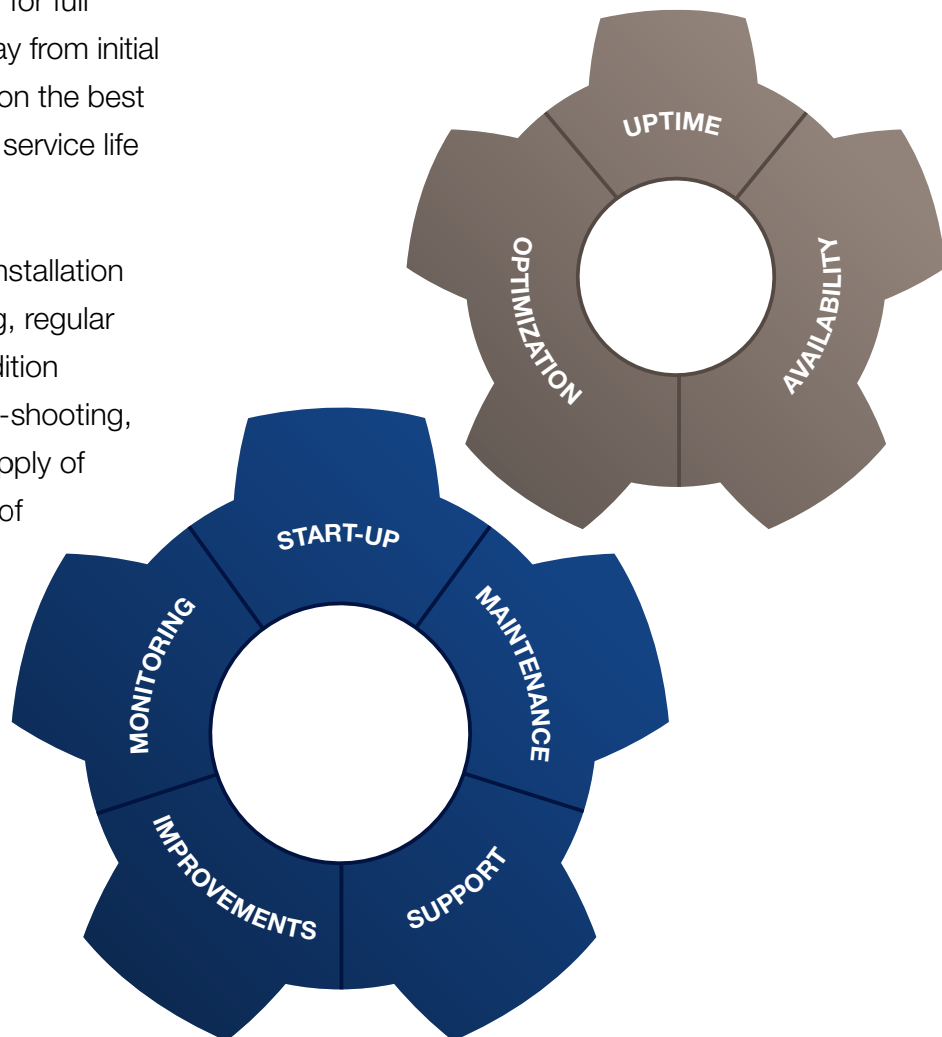 for full
ay from initial
on the best
service life
nstallation
g, regular
dition
-shooting,
pply of
of
UPTIME
OPTIMIZATION
AVAILABILITY
START-UP
MONITORING
MAINTENANCE
IMPROVEMENTS
SUPPORT